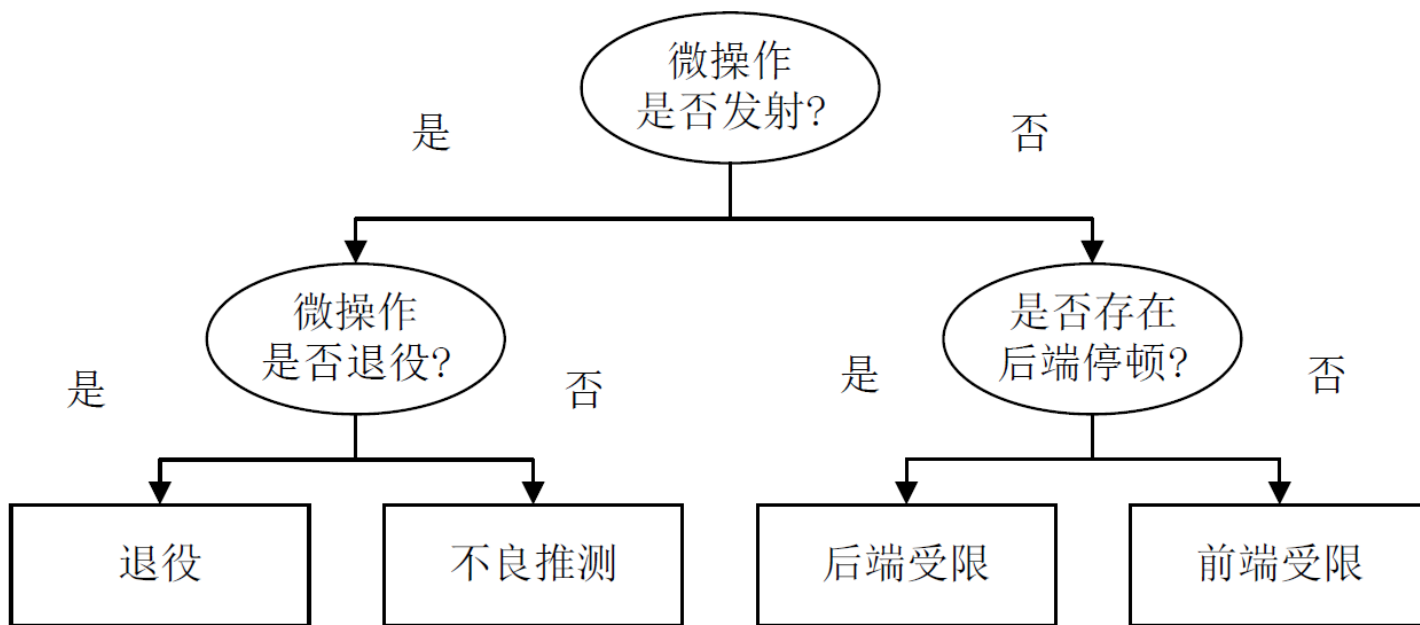 微操作
是否发射?
是
否
微操作
是否退役?
是否存在
后端停顿?
是
否
是
否
退役
不良推测
后端受限
前端受限